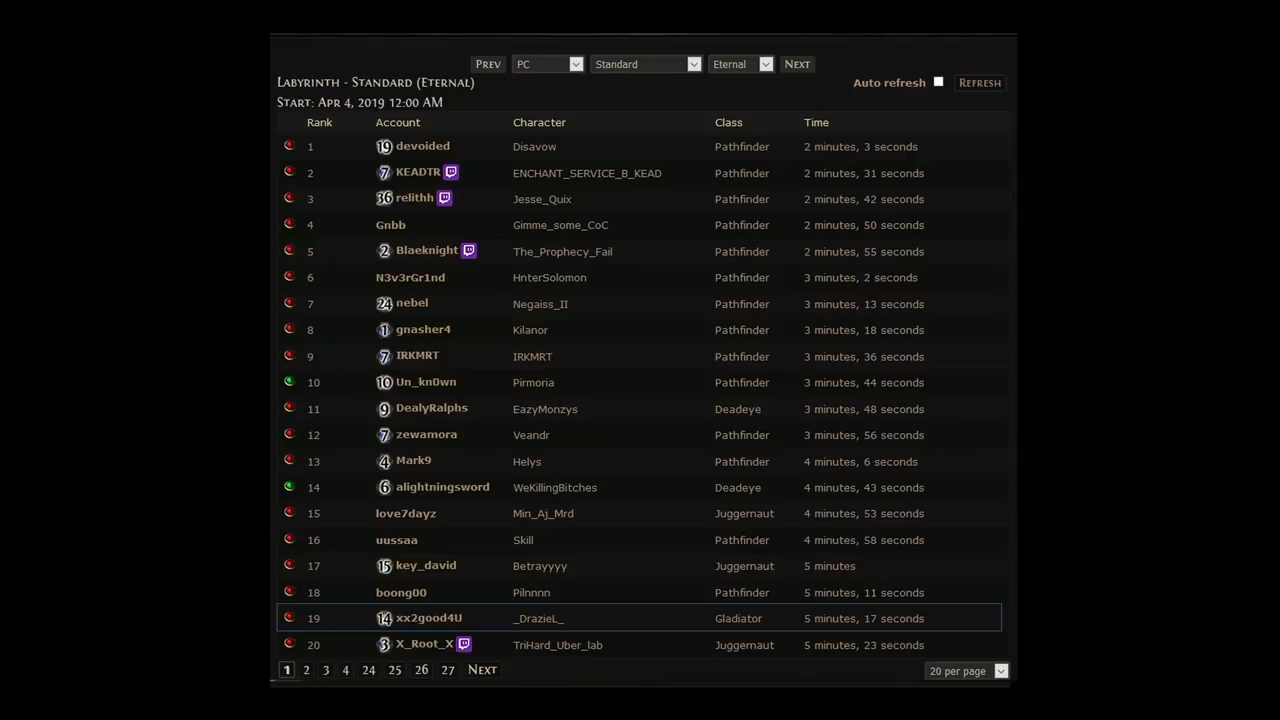 PREV PC Standard Eternal NEXT
LABYRINTH - STANDARD (ETERNAL) Auto refresh REFRESH
START: APR 4, 2019 12:00 AM
Rank Account Character Class Time
1 19 devoided Disavow Pathfinder 2 minutes, 3 seconds
2 7 KEADTR ENCHANT_SERVICE_B_KEAD Pathfinder 2 minutes, 31 seconds
3 36 relithh Jesse_Quix Pathfinder 2 minutes, 42 seconds
4 Gnbb Gimme_some_CoC Pathfinder 2 minutes, 50 seconds
5 2 Blaeknight The_Prophecy_Fail Pathfinder 2 minutes, 55 seconds
6 N3v3rGr1nd HnterSolomon Pathfinder 3 minutes, 2 seconds
7 24 nebel Negaiss_II Pathfinder 3 minutes, 13 seconds
8 1 gnasher4 Kilanor Pathfinder 3 minutes, 18 seconds
9 7 IRKMRT IRKMRT Pathfinder 3 minutes, 36 seconds
10 10 Un_kn0wn Pirmoria Pathfinder 3 minutes, 44 seconds
11 9 DealyRalphs EazyMonzys Deadeye 3 minutes, 48 seconds
12 7 zewamora Veandr Pathfinder 3 minutes, 56 seconds
13 4 Mark9 Helys Pathfinder 4 minutes, 6 seconds
14 6 alightningsword WeKillingBitches Deadeye 4 minutes, 43 seconds
15 love7dayz Min_Aj_Mrd Juggernaut 4 minutes, 53 seconds
16 uussaa Skill Pathfinder 4 minutes, 58 seconds
17 15 key_david Betrayyyy Juggernaut 5 minutes
18 boong00 Pilnnnn Pathfinder 5 minutes, 11 seconds
19 14 xx2good4U _DrazieL_ Gladiator 5 minutes, 17 seconds
20 3 X_Root_X TriHard_Uber_lab Juggernaut 5 minutes, 23 seconds
1 2 3 4 24 25 26 27 NEXT 20 per page